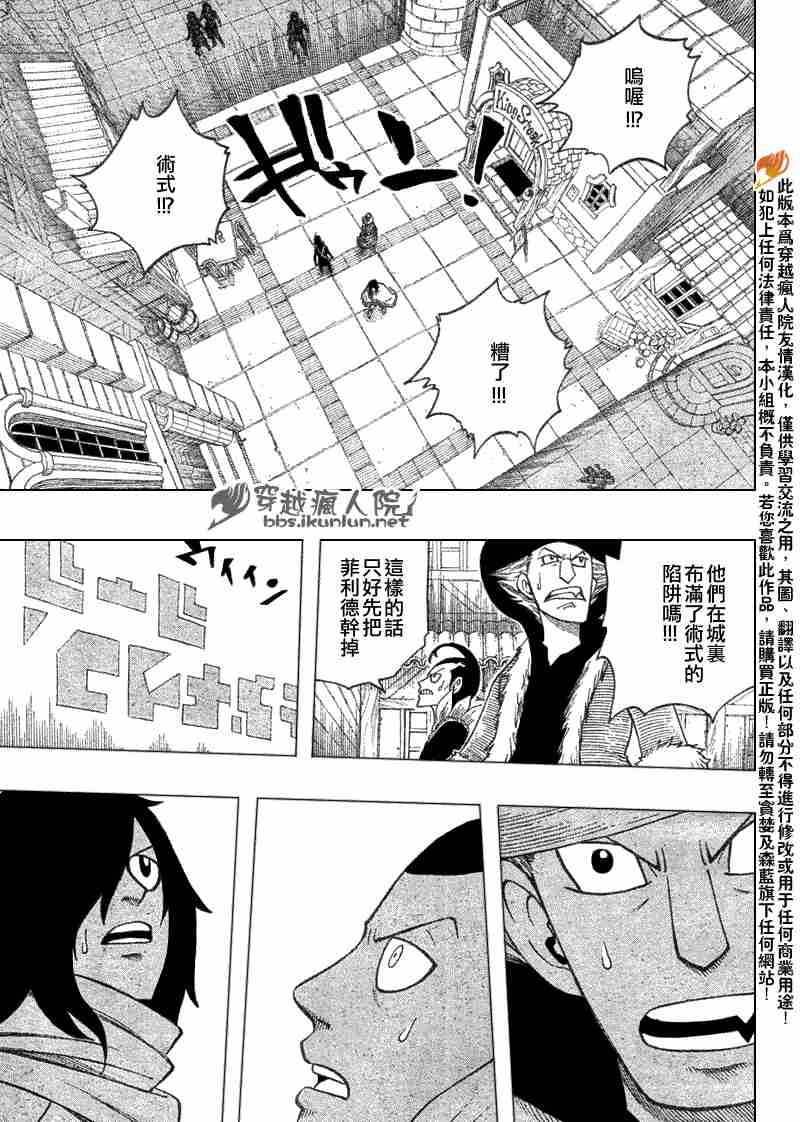 嗚喔
!!?
King Steak
ギュン!
術式
!!?
糟了
!!!
穿越瘋人院
bbs.ikunlun.net
他們在城裏
布滿了術式的
陷阱嗎!!!
這樣的話
只好先把
菲利德幹掉
此版本爲穿越瘋人院友情漢化，僅供學習交流之用，其圖、翻譯以及任何部分不得進行修改或用于任何商業用途！
如犯上任何法律責任，本小組概不負責。若您喜歡此作品，請購買正版！請勿轉至貪婪及森藍旗下任何網站！